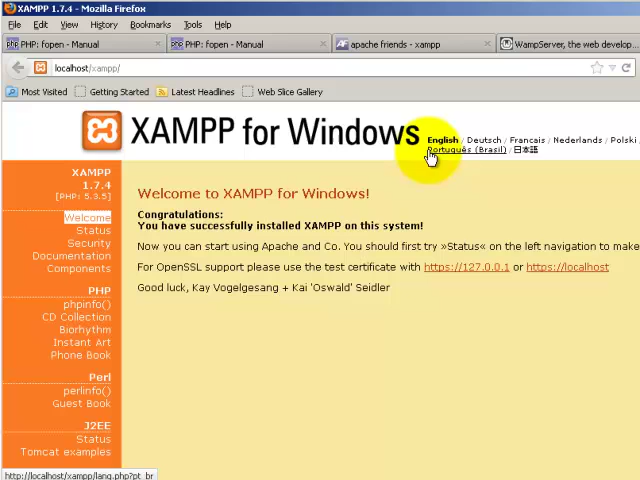 XAMPP 1.7.4 - Mozilla Firefox
File Edit View History Bookmarks Tools Help
php PHP: fopen - Manual × php PHP: fopen - Manual × AF apache friends - xampp × WampServer, the web develop...
localhost/xampp/
Most Visited Getting Started Latest Headlines Web Slice Gallery
XAMPP for Windows
English / Deutsch / Francais / Nederlands / Polski
Português (Brasil) / 日本語
XAMPP
1.7.4
[PHP: 5.3.5]
Welcome
Status
Security
Documentation
Components
PHP
phpinfo()
CD Collection
Biorhythm
Instant Art
Phone Book
Perl
perlinfo()
Guest Book
J2EE
Status
Tomcat examples
Welcome to XAMPP for Windows!
Congratulations:
You have successfully installed XAMPP on this system!
Now you can start using Apache and Co. You should first try »Status« on the left navigation to make
For OpenSSL support please use the test certificate with https://127.0.0.1 or https://localhost
Good luck, Kay Vogelgesang + Kai 'Oswald' Seidler
http://localhost/xampp/lang.php?pt_br